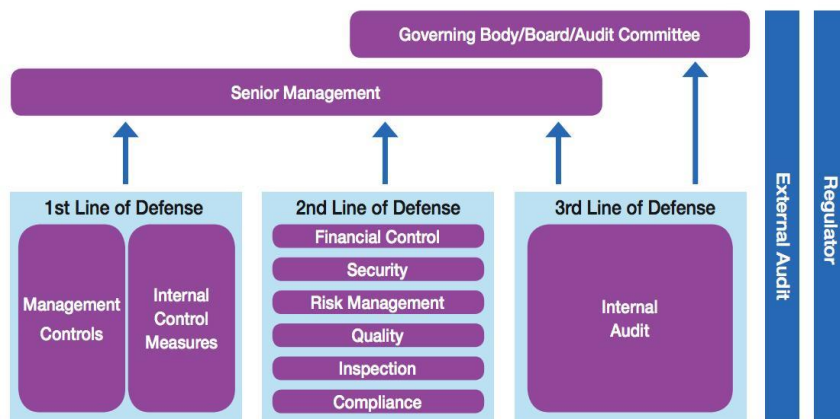 Governing Body/Board/Audit Committee
Senior Management
1st Line of Defense
Management
Controls
Internal
Control
Measures
2nd Line of Defense
Financial Control
Security
Risk Management
Quality
Inspection
Compliance
3rd Line of Defense
Internal
Audit
External Audit
Regulator